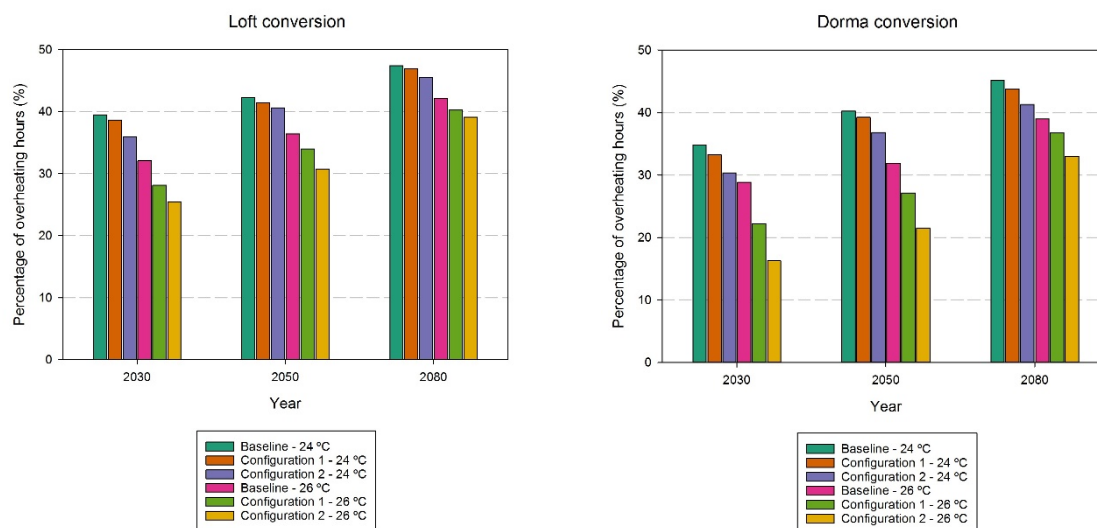 Loft conversion
Percentage of overheating hours (%)
50
40
30
20
10
0
2030 2050 2080
Year
Baseline - 24 ºC
Configuration 1 - 24 ºC
Configuration 2 - 24 ºC
Baseline - 26 ºC
Configuration 1 - 26 ºC
Configuration 2 - 26 ºC
Dorma conversion
Percentage of overheating hours (%)
50
40
30
20
10
0
2030 2050 2080
Year
Baseline - 24 ºC
Configuration 1 - 24 ºC
Configuration 2 - 24 ºC
Baseline - 26 ºC
Configuration 1 - 26 ºC
Configuration 2 - 26 ºC